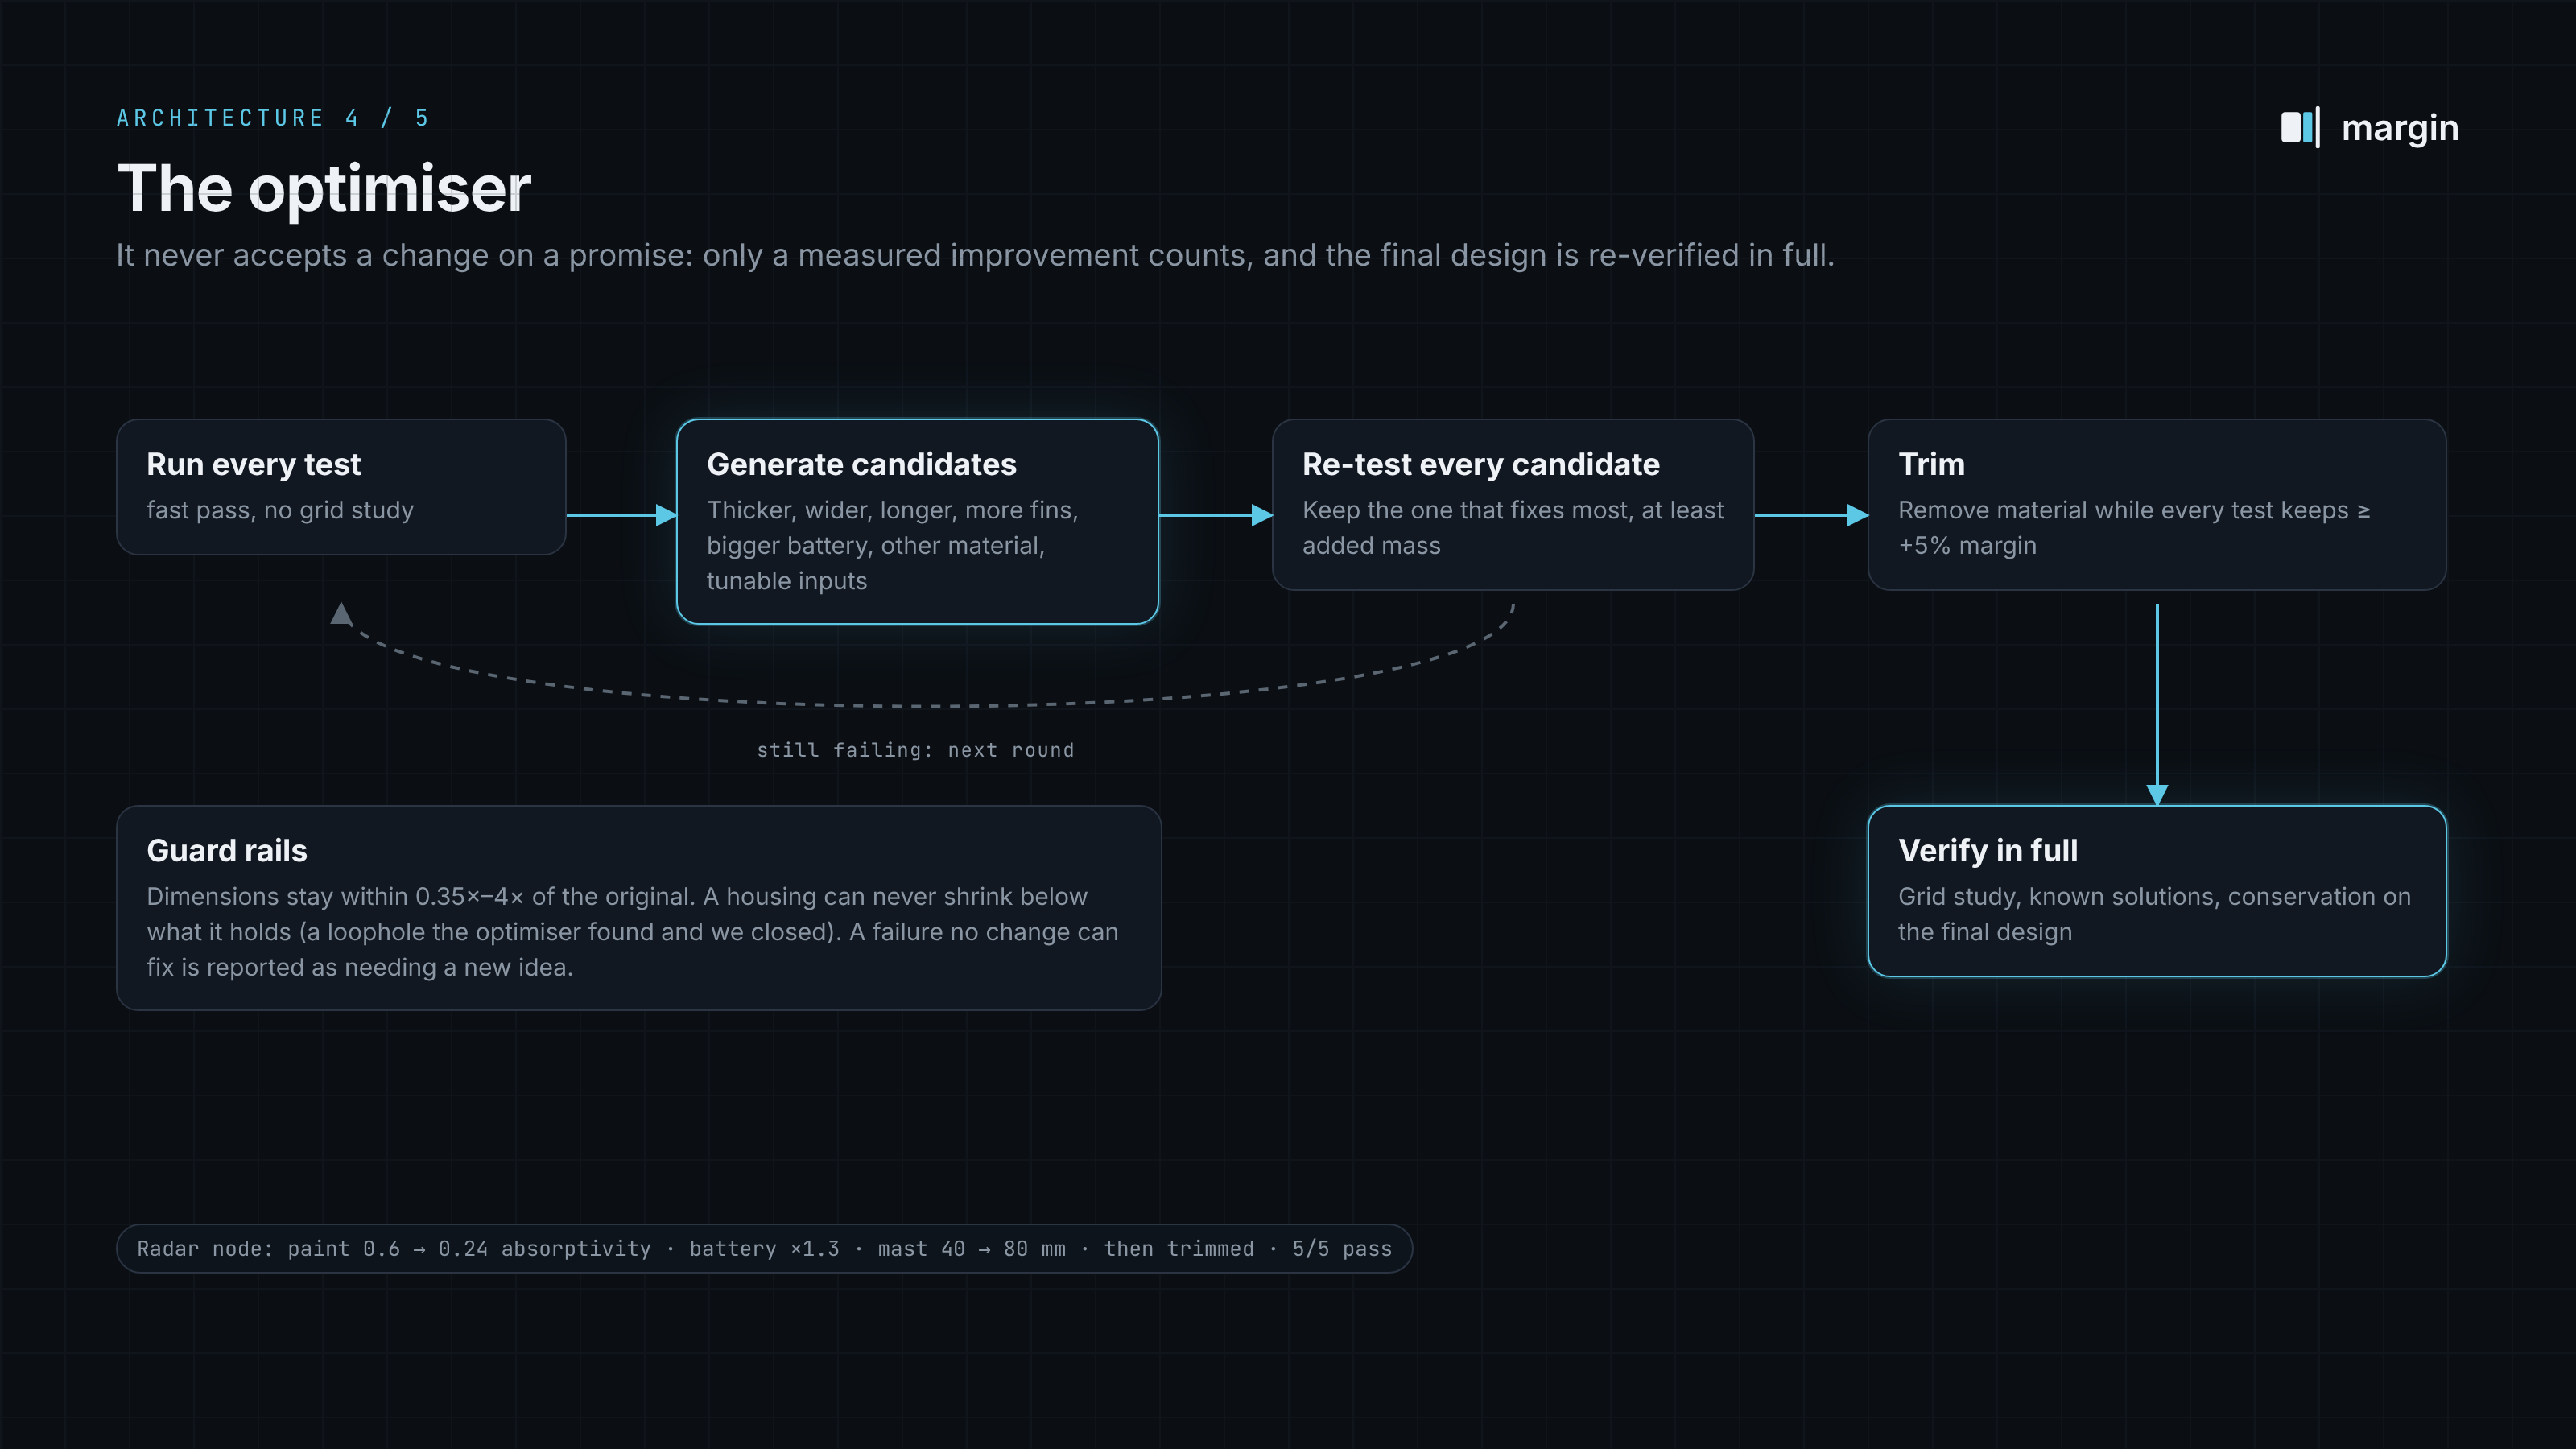 ARCHITECTURE 4 / 5
margin
The optimiser
It never accepts a change on a promise: only a measured improvement counts, and the final design is re-verified in full.
Run every test
fast pass, no grid study
Generate candidates
Thicker, wider, longer, more fins,
bigger battery, other material,
tunable inputs
Re-test every candidate
Keep the one that fixes most, at least
added mass
Trim
Remove material while every test keeps ≥
+5% margin
still failing: next round
Guard rails
Dimensions stay within 0.35×–4× of the original. A housing can never shrink below
what it holds (a loophole the optimiser found and we closed). A failure no change can
fix is reported as needing a new idea.
Verify in full
Grid study, known solutions, conservation on
the final design
Radar node: paint 0.6 → 0.24 absorptivity · battery ×1.3 · mast 40 → 80 mm · then trimmed · 5/5 pass